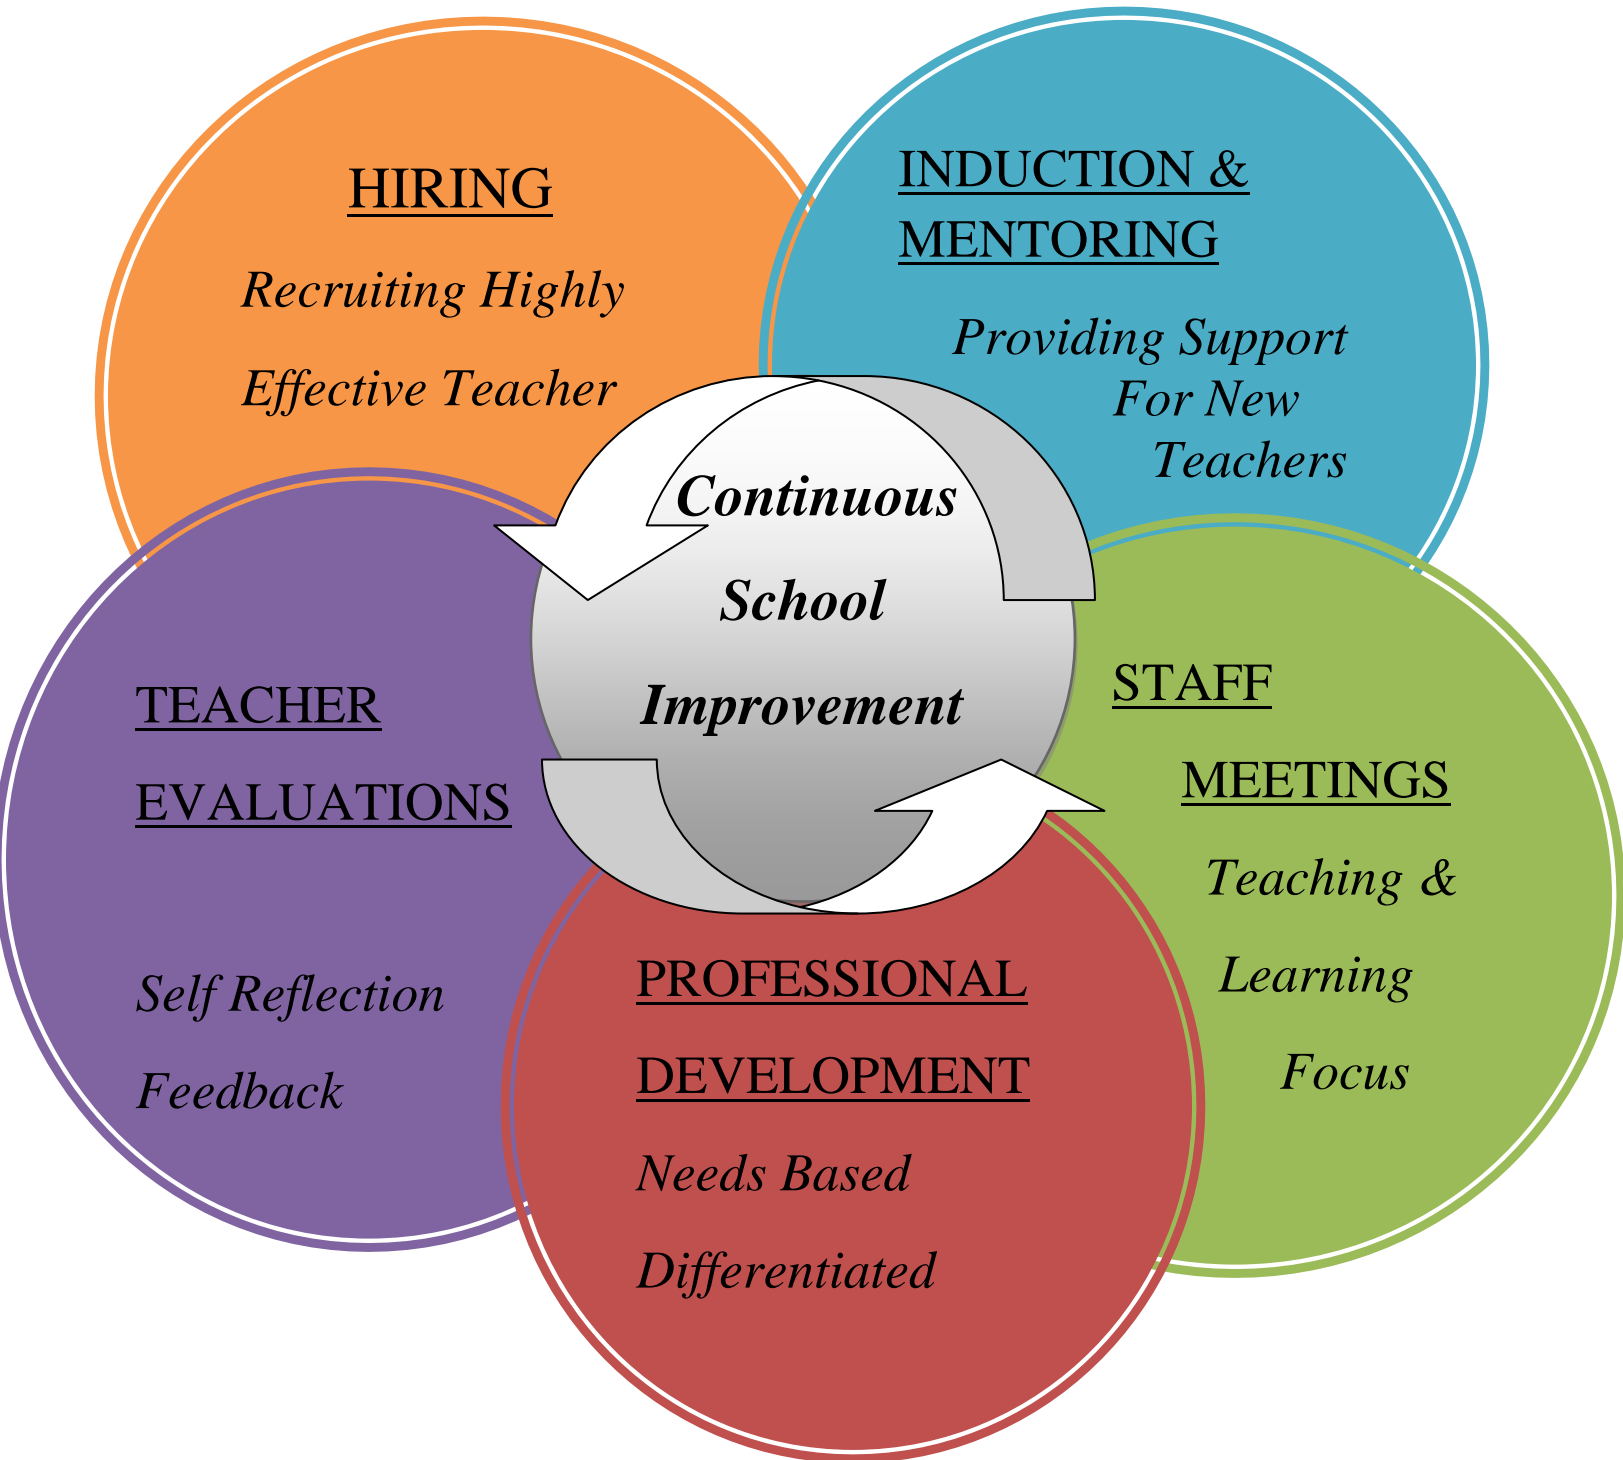 HIRING
Recruiting Highly
Effective Teacher
INDUCTION &
MENTORING
Providing Support
For New
Teachers
Continuous
School
Improvement
STAFF
MEETINGS
Teaching &
Learning
Focus
TEACHER
EVALUATIONS
Self Reflection
Feedback
PROFESSIONAL
DEVELOPMENT
Needs Based
Differentiated